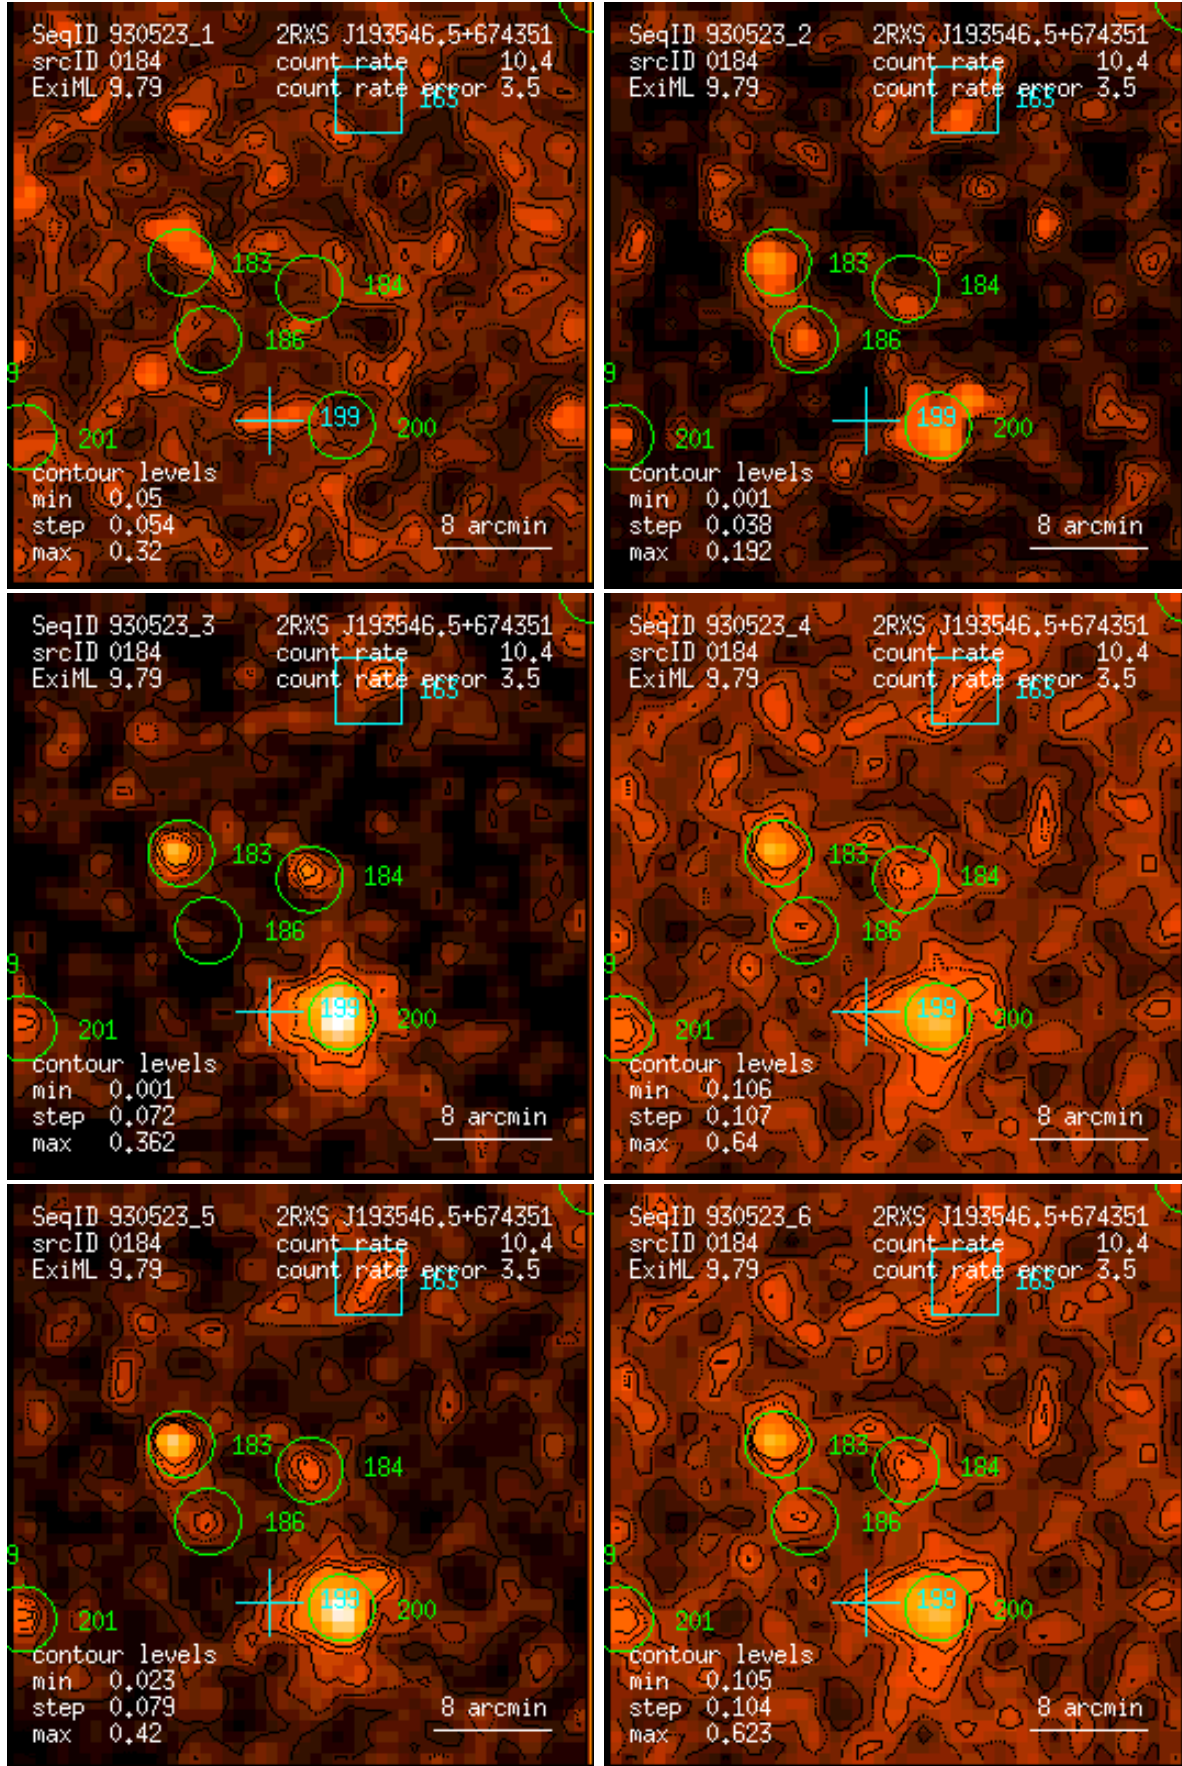 SeqID 930523_1 2RXS J193546.5+674351
srcID 0184 count rate 10.4
ExiML 9.79 count rate error 3.5
163
183
184
186
9
199
200
201
contour levels
min 0.05
step 0.054
max 0.32
8 arcmin
SeqID 930523_2 2RXS J193546.5+674351
srcID 0184 count rate 10.4
ExiML 9.79 count rate error 3.5
163
183
184
186
9
199
200
201
contour levels
min 0.001
step 0.038
max 0.192
8 arcmin
SeqID 930523_3 2RXS J193546.5+674351
srcID 0184 count rate 10.4
ExiML 9.79 count rate error 3.5
163
183
184
186
9
199
200
201
contour levels
min 0.001
step 0.072
max 0.362
8 arcmin
SeqID 930523_4 2RXS J193546.5+674351
srcID 0184 count rate 10.4
ExiML 9.79 count rate error 3.5
163
183
184
186
9
199
200
201
contour levels
min 0.106
step 0.107
max 0.64
8 arcmin
SeqID 930523_5 2RXS J193546.5+674351
srcID 0184 count rate 10.4
ExiML 9.79 count rate error 3.5
163
183
184
186
9
199
200
201
contour levels
min 0.023
step 0.079
max 0.42
8 arcmin
SeqID 930523_6 2RXS J193546.5+674351
srcID 0184 count rate 10.4
ExiML 9.79 count rate error 3.5
163
183
184
186
9
199
200
201
contour levels
min 0.105
step 0.104
max 0.623
8 arcmin